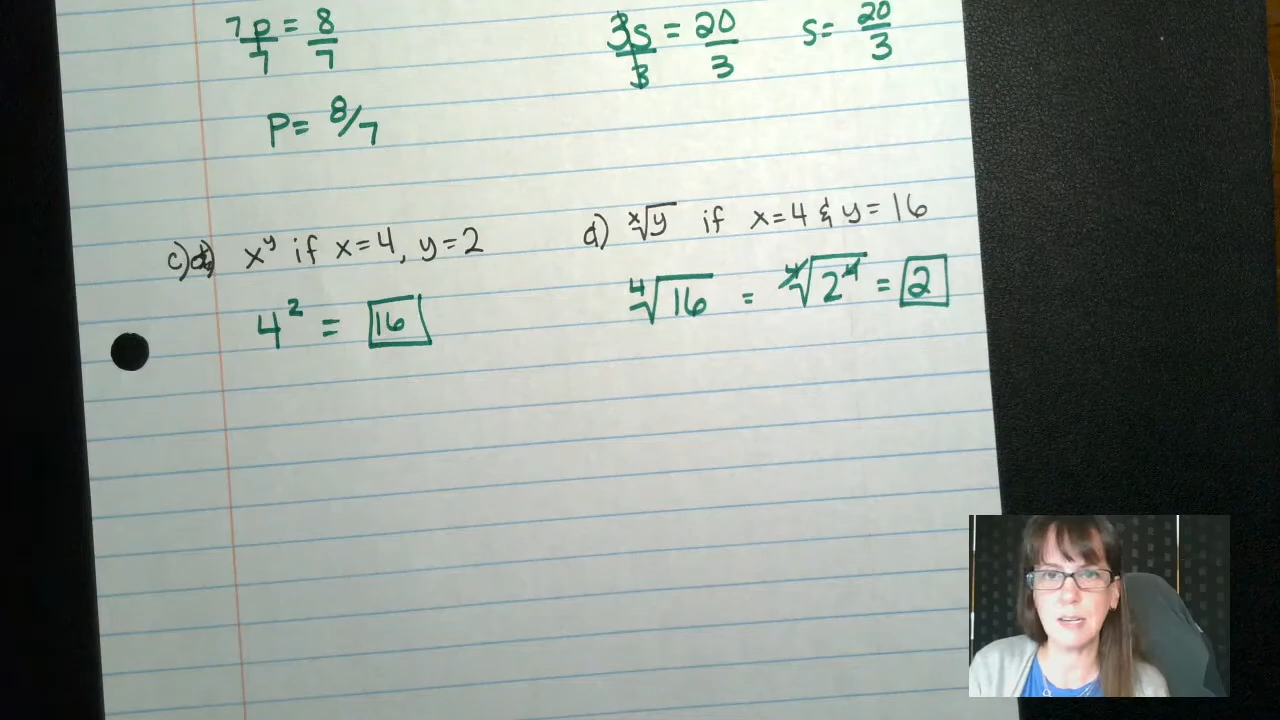 7p = 8
7 7
p = 8/7
3s = 20
3 3
s = 20
3
c) x^y if x=4, y=2
4^2 = 16
d) x√y if x=4 & y=16
4√16 = 4√2^4 = 2